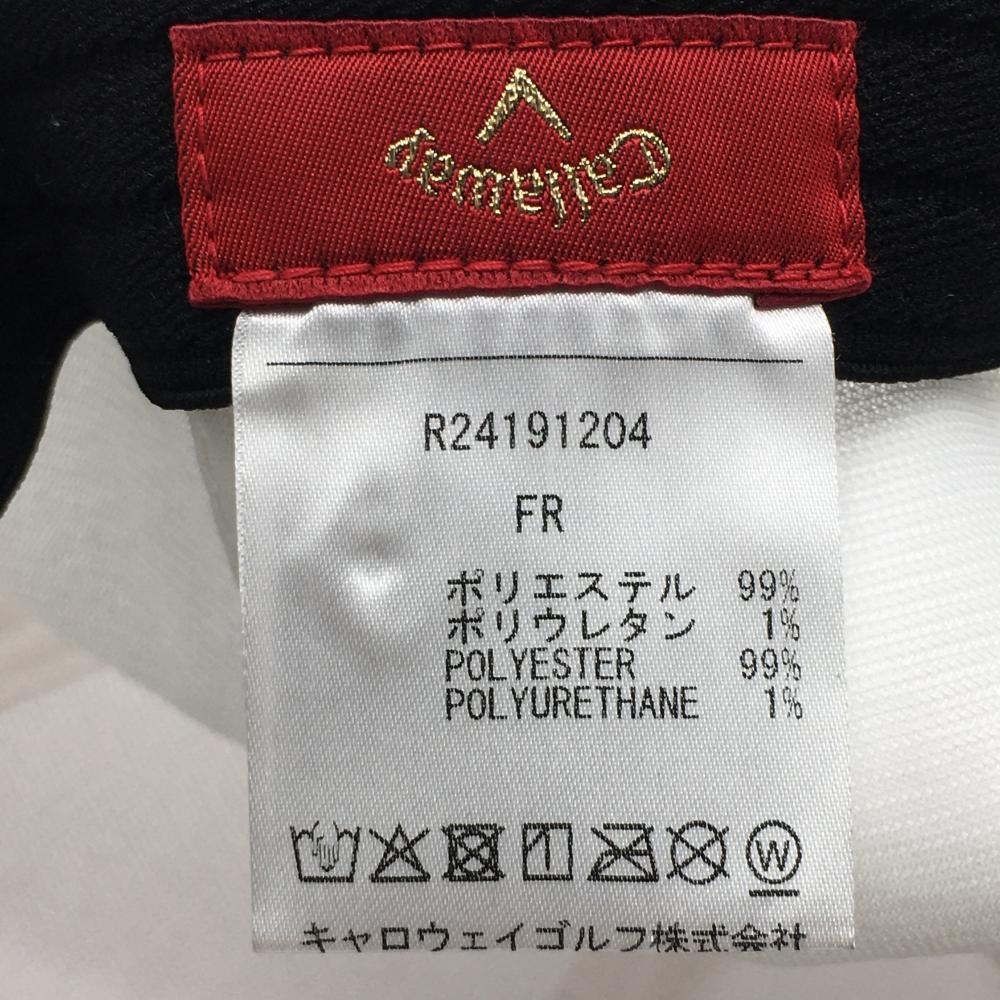 Callaway
R24191204
FR
ポリエステル 99%
ポリウレタン 1%
POLYESTER 99%
POLYURETHANE 1%
W
キャロウェイゴルフ株式会社